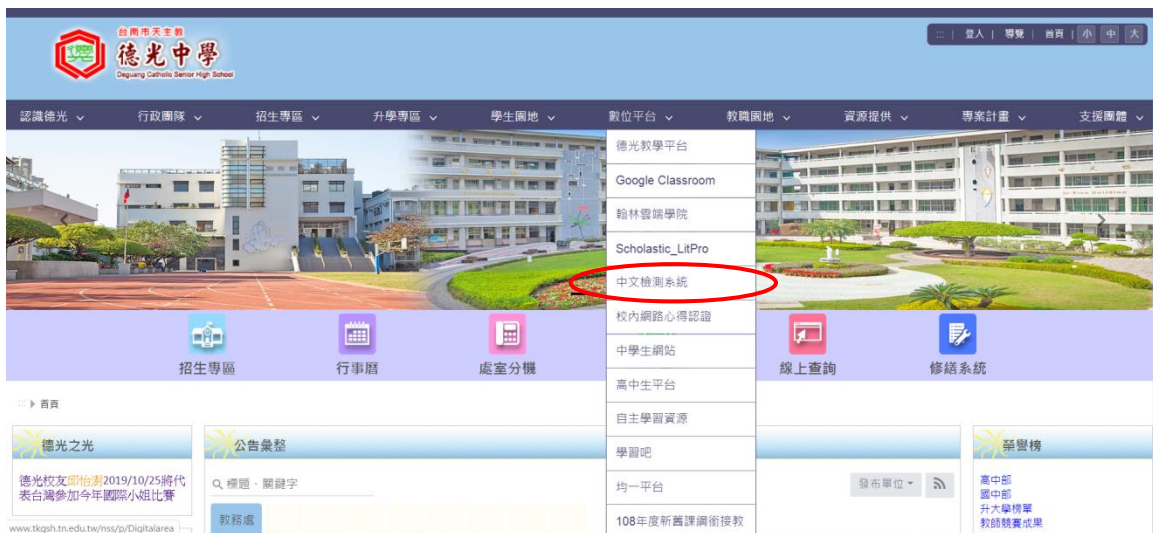 台南市天主教
德光中學
Deguang Catholic Senior High School
::: | 登入 | 導覽 | 首頁 | 小 中 大
認識德光 行政團隊 招生專區 升學專區 學生園地 數位平台 教職園地 資源提供 專案計畫 支援團體
德光教學平台
Google Classroom
翰林雲端學院
Scholastic_LitPro
中文檢測系統
校內網路心得認證
中學生網站
高中生平台
自主學習資源
學習吧
均一平台
108年度新舊課綱銜接教
招生專區 行事曆 處室分機 線上查詢 修繕系統
::: 首頁
德光之光
德光校友邱怡澍2019/10/25將代
表台灣參加今年國際小姐比賽
公告彙整
標題、關鍵字
發布單位
教務處
榮譽榜
高中部
國中部
升大學榜單
教師競賽成果
www.tkgsh.tn.edu.tw/nss/p/Digitalarea